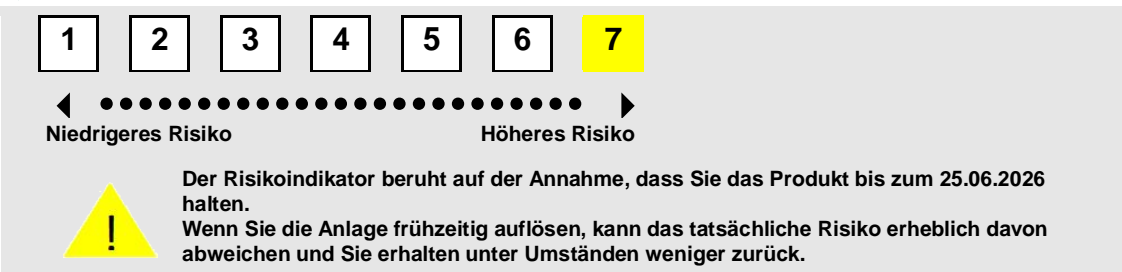 1 2 3 4 5 6 7
Niedrigeres Risiko Höheres Risiko
Der Risikoindikator beruht auf der Annahme, dass Sie das Produkt bis zum 25.06.2026
halten.
Wenn Sie die Anlage frühzeitig auflösen, kann das tatsächliche Risiko erheblich davon
abweichen und Sie erhalten unter Umständen weniger zurück.
!